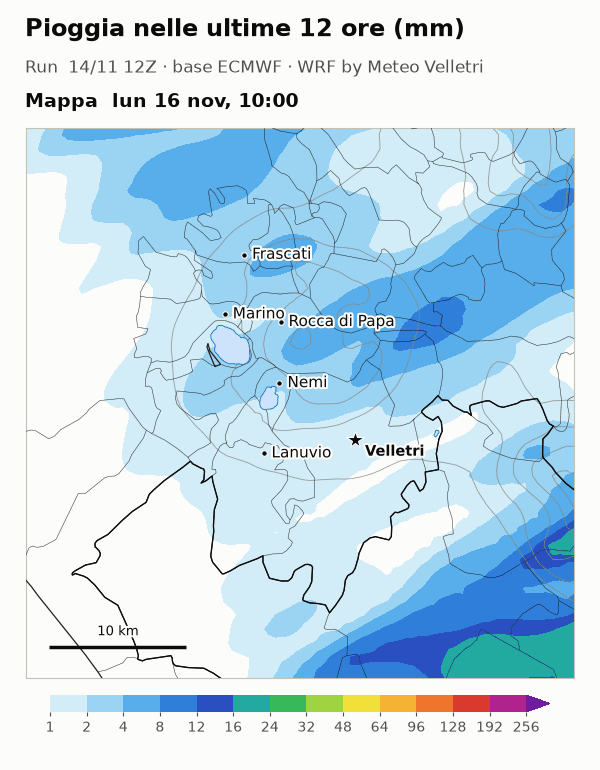 Pioggia nelle ultime 12 ore (mm)
Run  14/11 12Z · base ECMWF · WRF by Meteo Velletri
Mappa  lun 16 nov, 10:00
Frascati
Marino
Rocca di Papa
Nemi
Velletri
Lanuvio
10 km
1 2 4 8 12 16 24 32 48 64 96 128 192 256